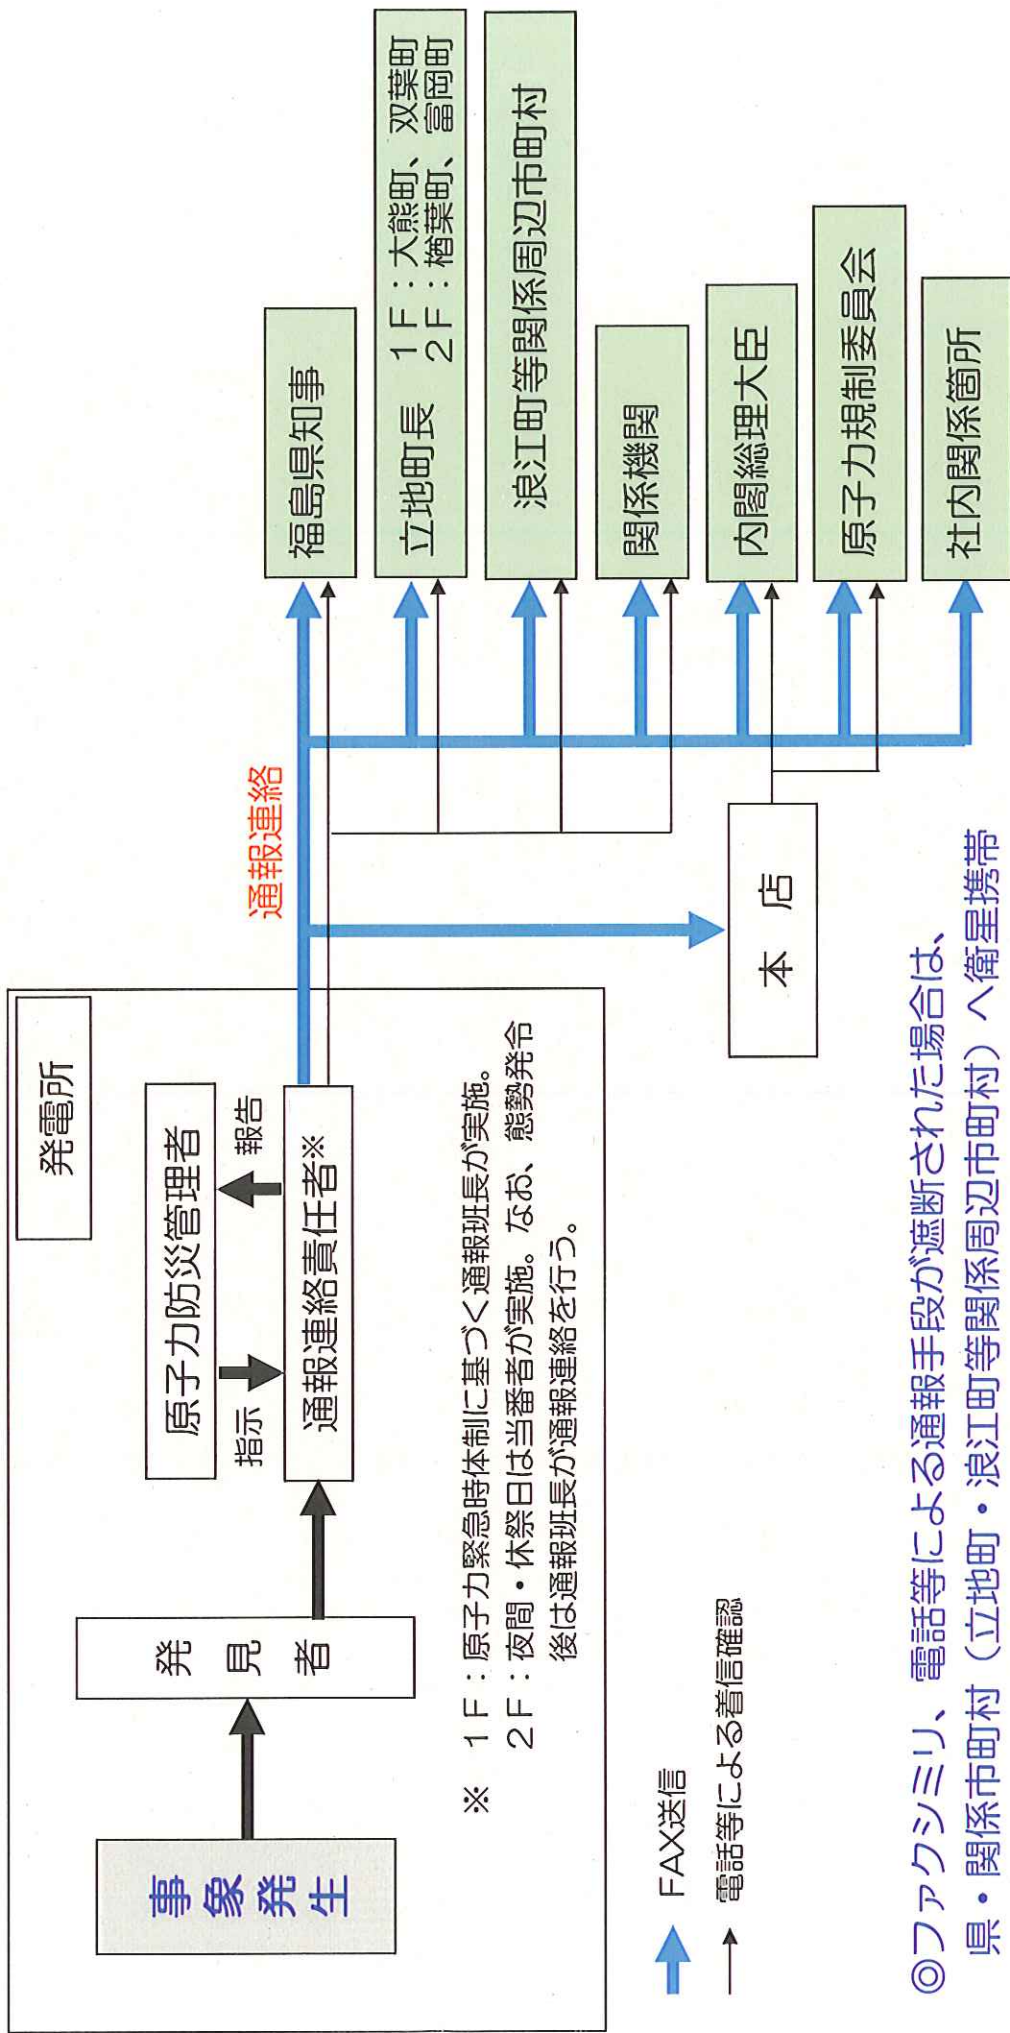 発電所
事象発生
発見者
原子力防災管理者
指示
報告
通報連絡責任者※
※　１Ｆ：原子力緊急時体制に基づく通報班長が実施。
２Ｆ：夜間・休祭日は当番者が実施。なお、態勢発令
後は通報班長が通報連絡を行う。
通報連絡
本　店
福島県知事
立地町長　１Ｆ：大熊町、双葉町
２Ｆ：楢葉町、富岡町
浪江町等関係周辺市町村
関係機関
内閣総理大臣
原子力規制委員会
社内関係箇所
FAX送信
電話等による着信確認
◎ファクシミリ、電話等による通報手段が遮断された場合は、
県・関係市町村（立地町・浪江町等関係周辺市町村）へ衛星携帯